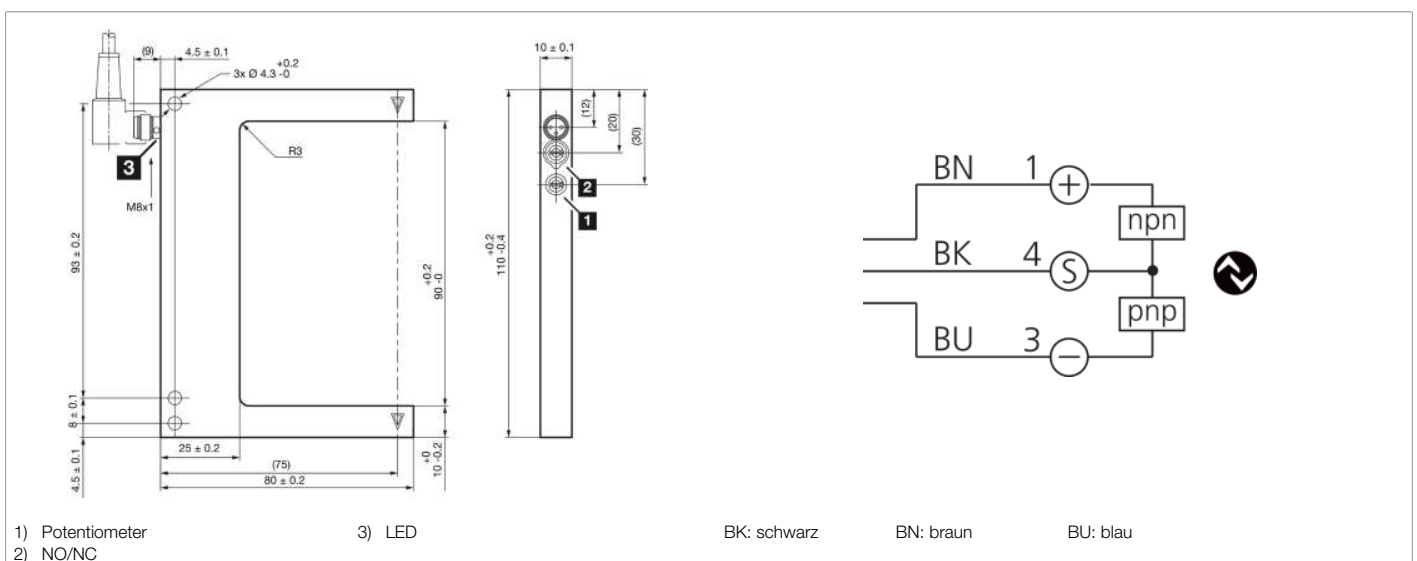 (9)
4.5 ± 0.1
+0.2
3x Ø 4.3 -0
10 ± 0.1
(12)
(20)
(30)
3
R3
2
M8x1
1
BN 1 +
npn
BK 4 S
pnp
BU 3 −
93 ± 0.2
+0.2
90 -0
+0.2
110 -0.4
8 ± 0.1
4.5 ± 0.1
25 ± 0.2
+0
10 -0.2
(75)
80 ± 0.2
1) Potentiometer 3) LED BK: schwarz BN: braun BU: blau
2) NO/NC